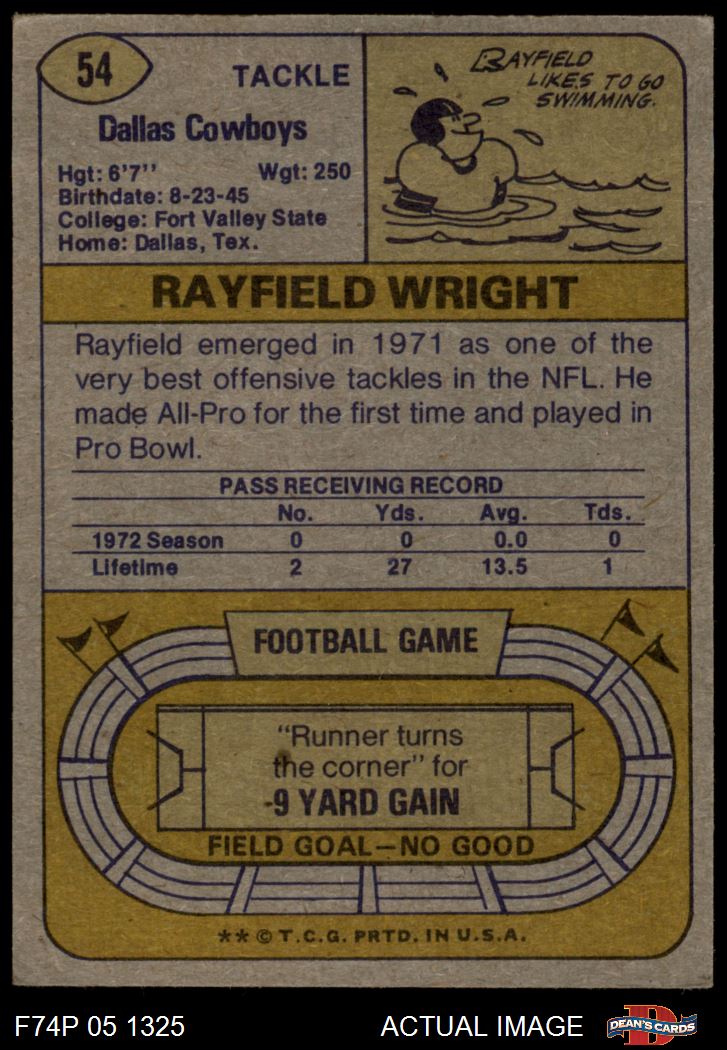 54
TACKLE
Dallas Cowboys
Hgt: 6'7" Wgt: 250
Birthdate: 8-23-45
College: Fort Valley State
Home: Dallas, Tex.
RAYFIELD
LIKES TO GO
SWIMMING.
RAYFIELD WRIGHT
Rayfield emerged in 1971 as one of the
very best offensive tackles in the NFL. He
made All-Pro for the first time and played in
Pro Bowl.
PASS RECEIVING RECORD
No. Yds. Avg. Tds.
1972 Season 0 0 0.0 0
Lifetime 2 27 13.5 1
FOOTBALL GAME
"Runner turns
the corner" for
-9 YARD GAIN
FIELD GOAL—NO GOOD
** © T.C.G. PRTD. IN U.S.A.
F74P 05 1325 ACTUAL IMAGE
D
DEAN'S CARDS